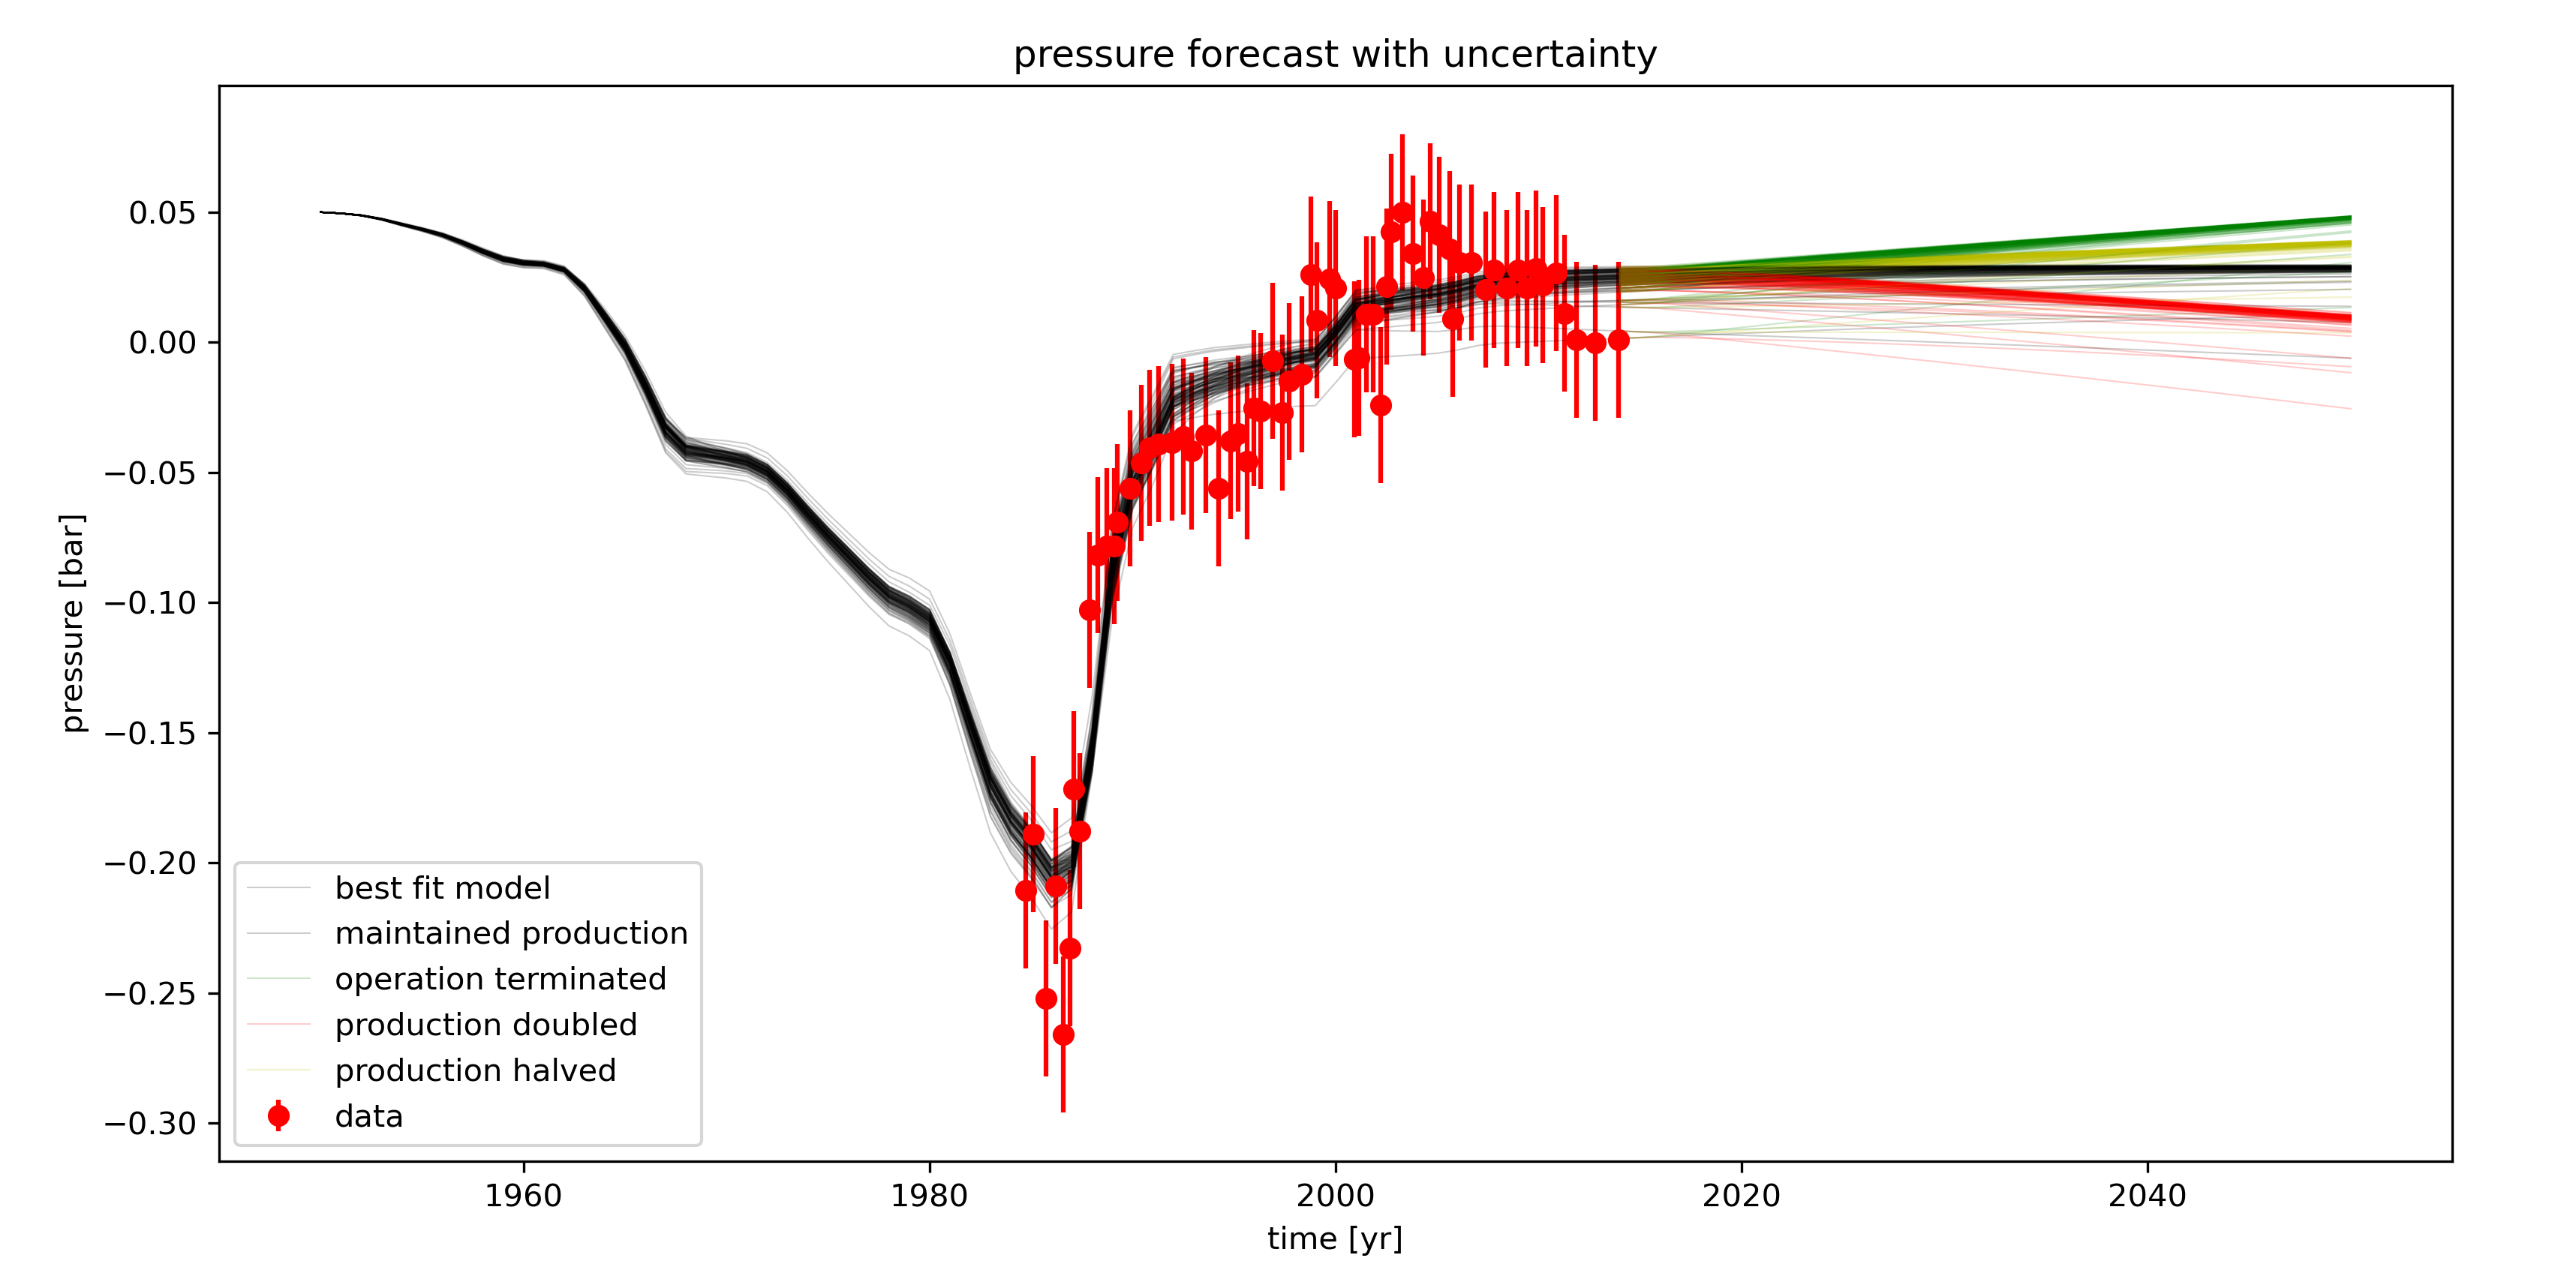 pressure forecast with uncertainty
pressure [bar]
0.05
0.00
−0.05
−0.10
−0.15
−0.20
−0.25
−0.30
best fit model
maintained production
operation terminated
production doubled
production halved
data
1960
1980
2000
2020
2040
time [yr]